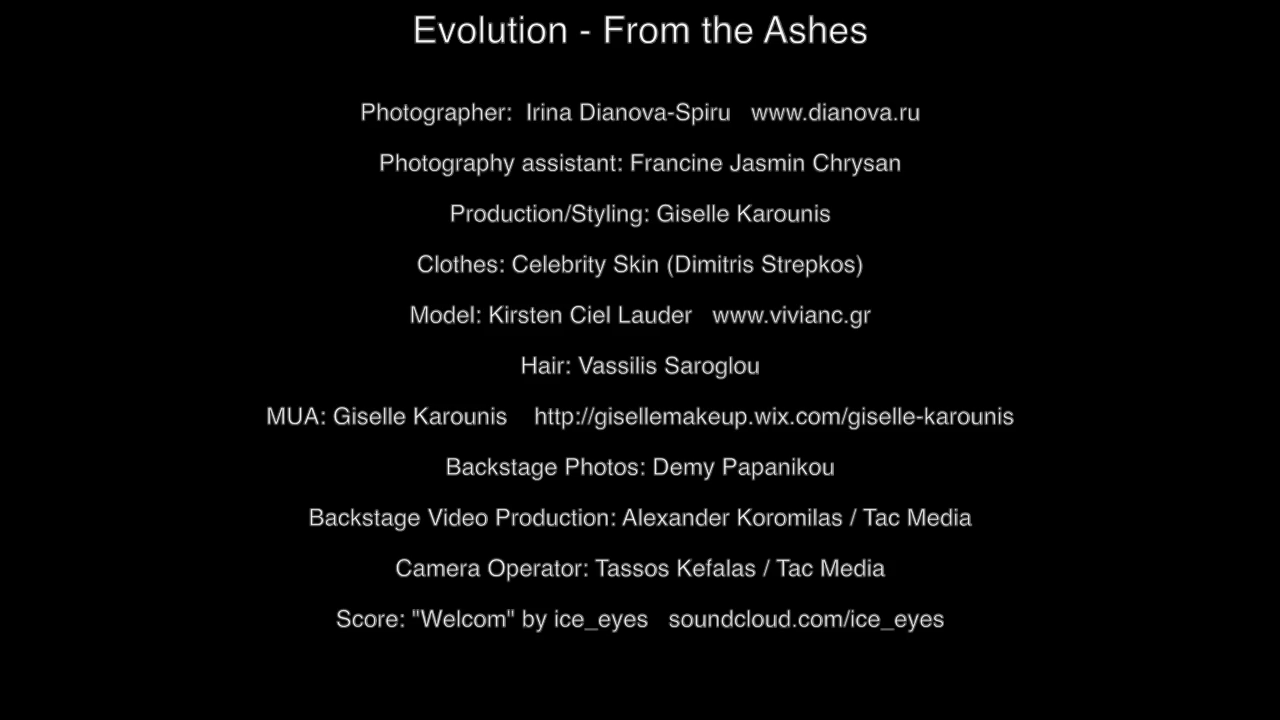 Evolution - From the Ashes
Photographer:  Irina Dianova-Spiru   www.dianova.ru
Photography assistant: Francine Jasmin Chrysan
Production/Styling: Giselle Karounis
Clothes: Celebrity Skin (Dimitris Strepkos)
Model: Kirsten Ciel Lauder   www.vivianc.gr
Hair: Vassilis Saroglou
MUA: Giselle Karounis    http://gisellemakeup.wix.com/giselle-karounis
Backstage Photos: Demy Papanikou
Backstage Video Production: Alexander Koromilas / Tac Media
Camera Operator: Tassos Kefalas / Tac Media
Score: "Welcom" by ice_eyes   soundcloud.com/ice_eyes